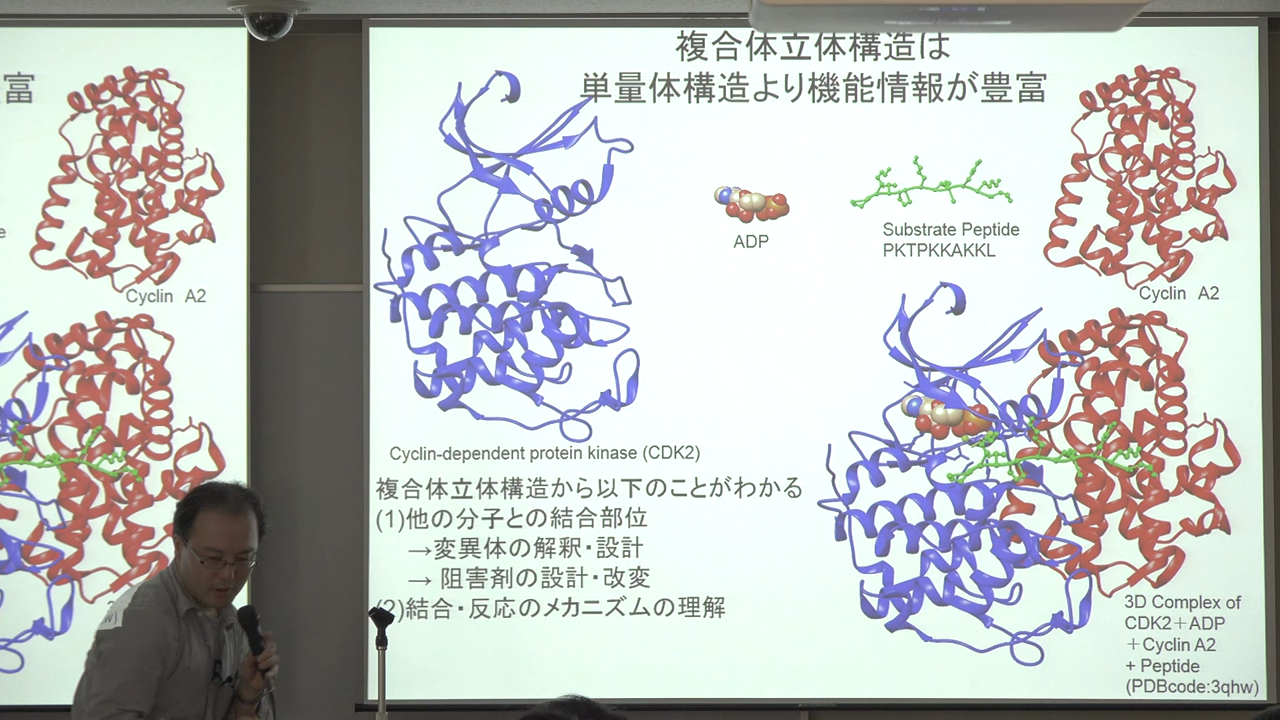 複合体立体構造は
単量体構造より機能情報が豊富
ADP
Substrate Peptide
PKTPKKAKKL
Cyclin A2
Cyclin-dependent protein kinase (CDK2)
複合体立体構造から以下のことがわかる
(1)他の分子との結合部位
→変異体の解釈・設計
→ 阻害剤の設計・改変
(2)結合・反応のメカニズムの理解
3D Complex of
CDK2＋ADP
＋Cyclin A2
+ Peptide
(PDBcode:3qhw)
富
e
Cyclin A2